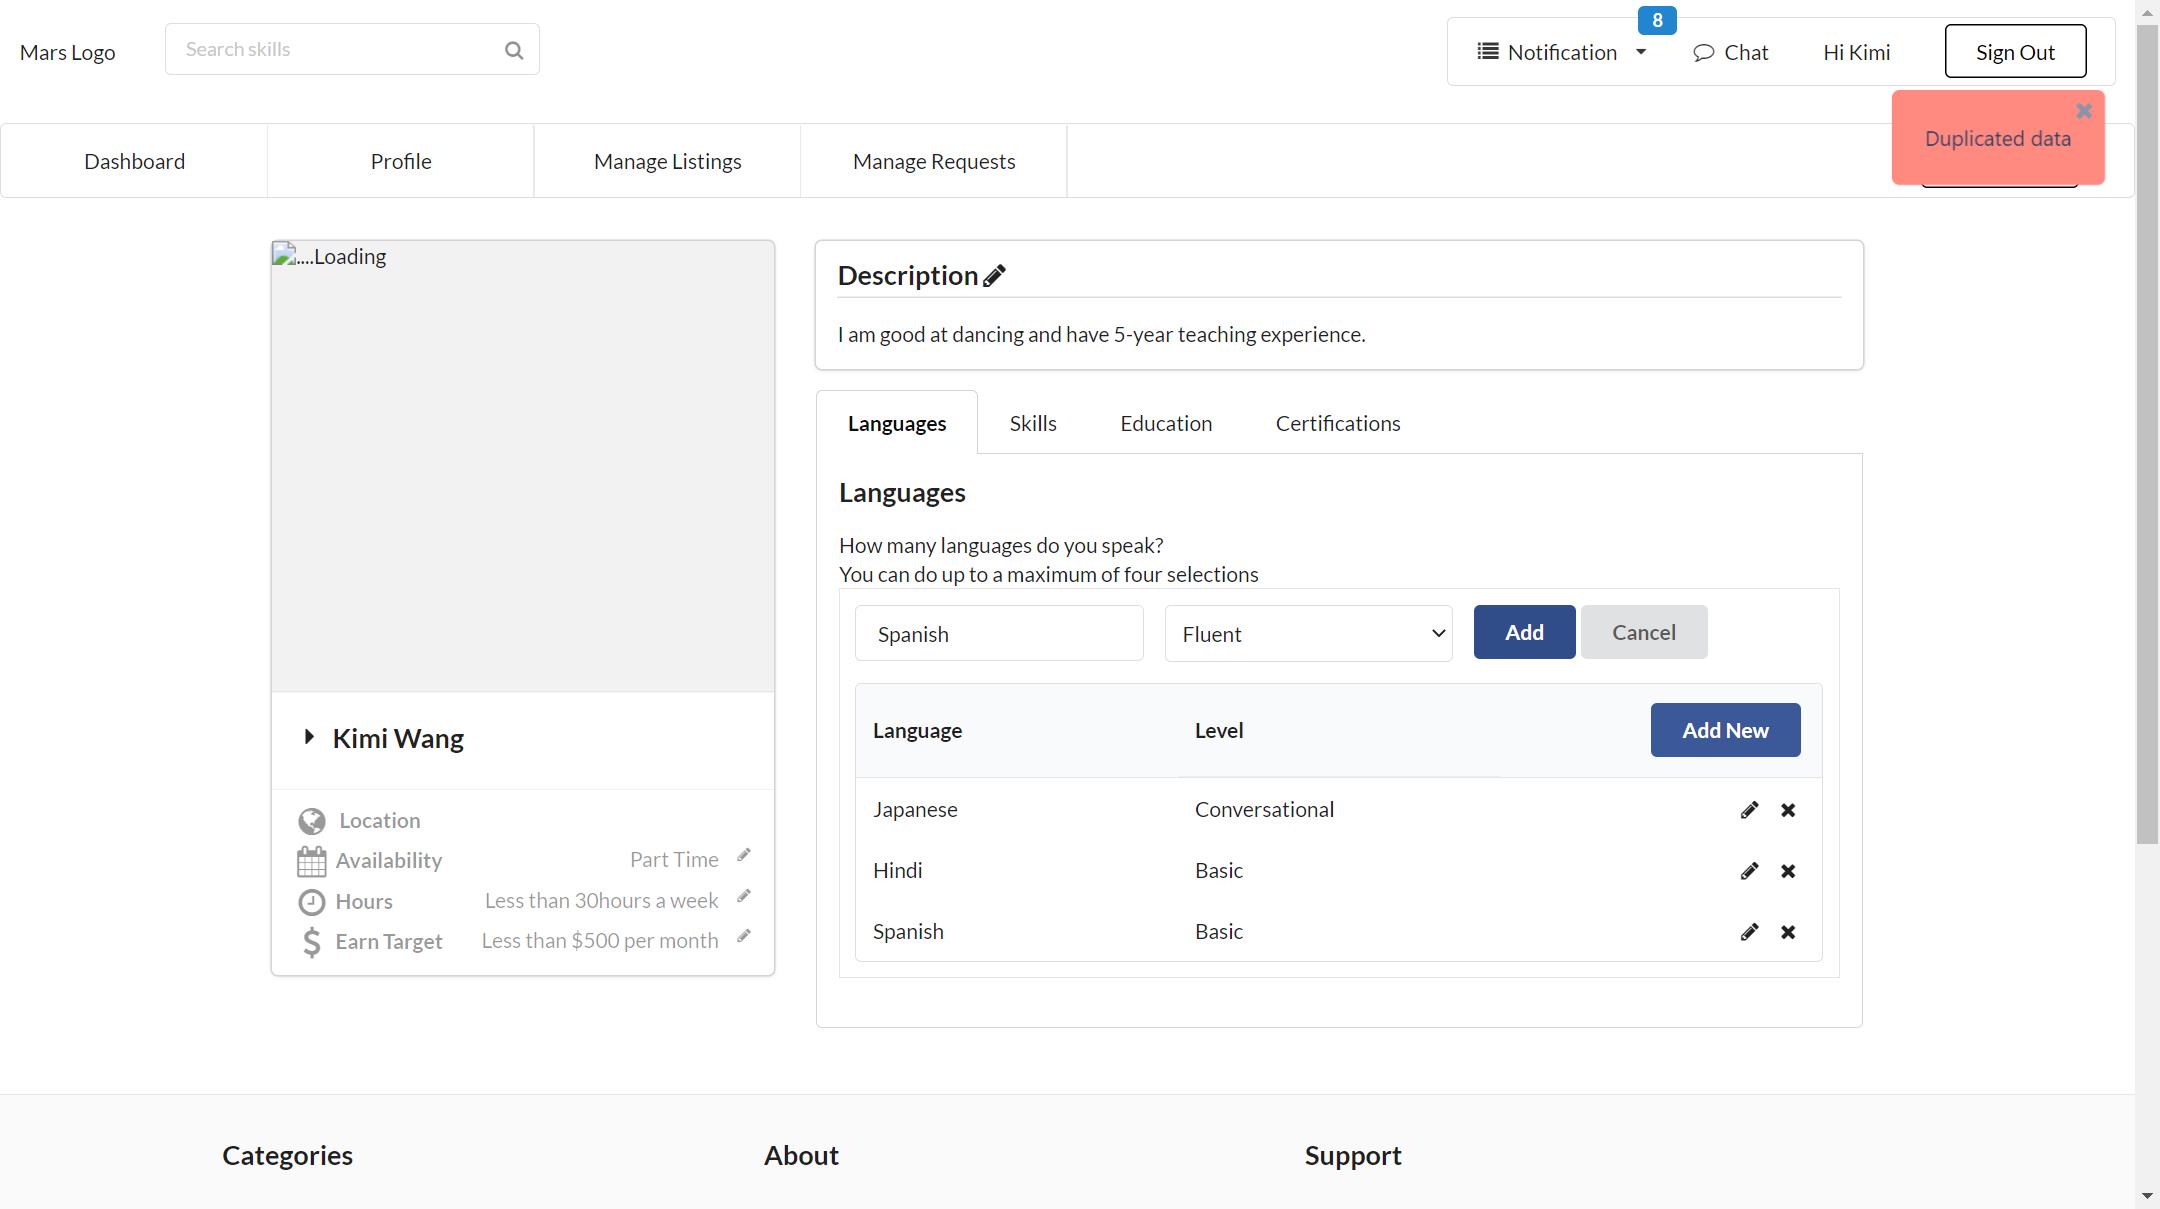 Mars Logo
Search skills
8
Notification
Chat
Hi Kimi
Sign Out
Duplicated data
Dashboard
Profile
Manage Listings
Manage Requests
....Loading
Kimi Wang
Location
Availability
Part Time
Hours
Less than 30hours a week
Earn Target
Less than $500 per month
Description
I am good at dancing and have 5-year teaching experience.
Languages
Skills
Education
Certifications
Languages
How many languages do you speak?
You can do up to a maximum of four selections
Spanish
Fluent
Add
Cancel
Language
Level
Add New
Japanese
Conversational
Hindi
Basic
Spanish
Basic
Categories
About
Support